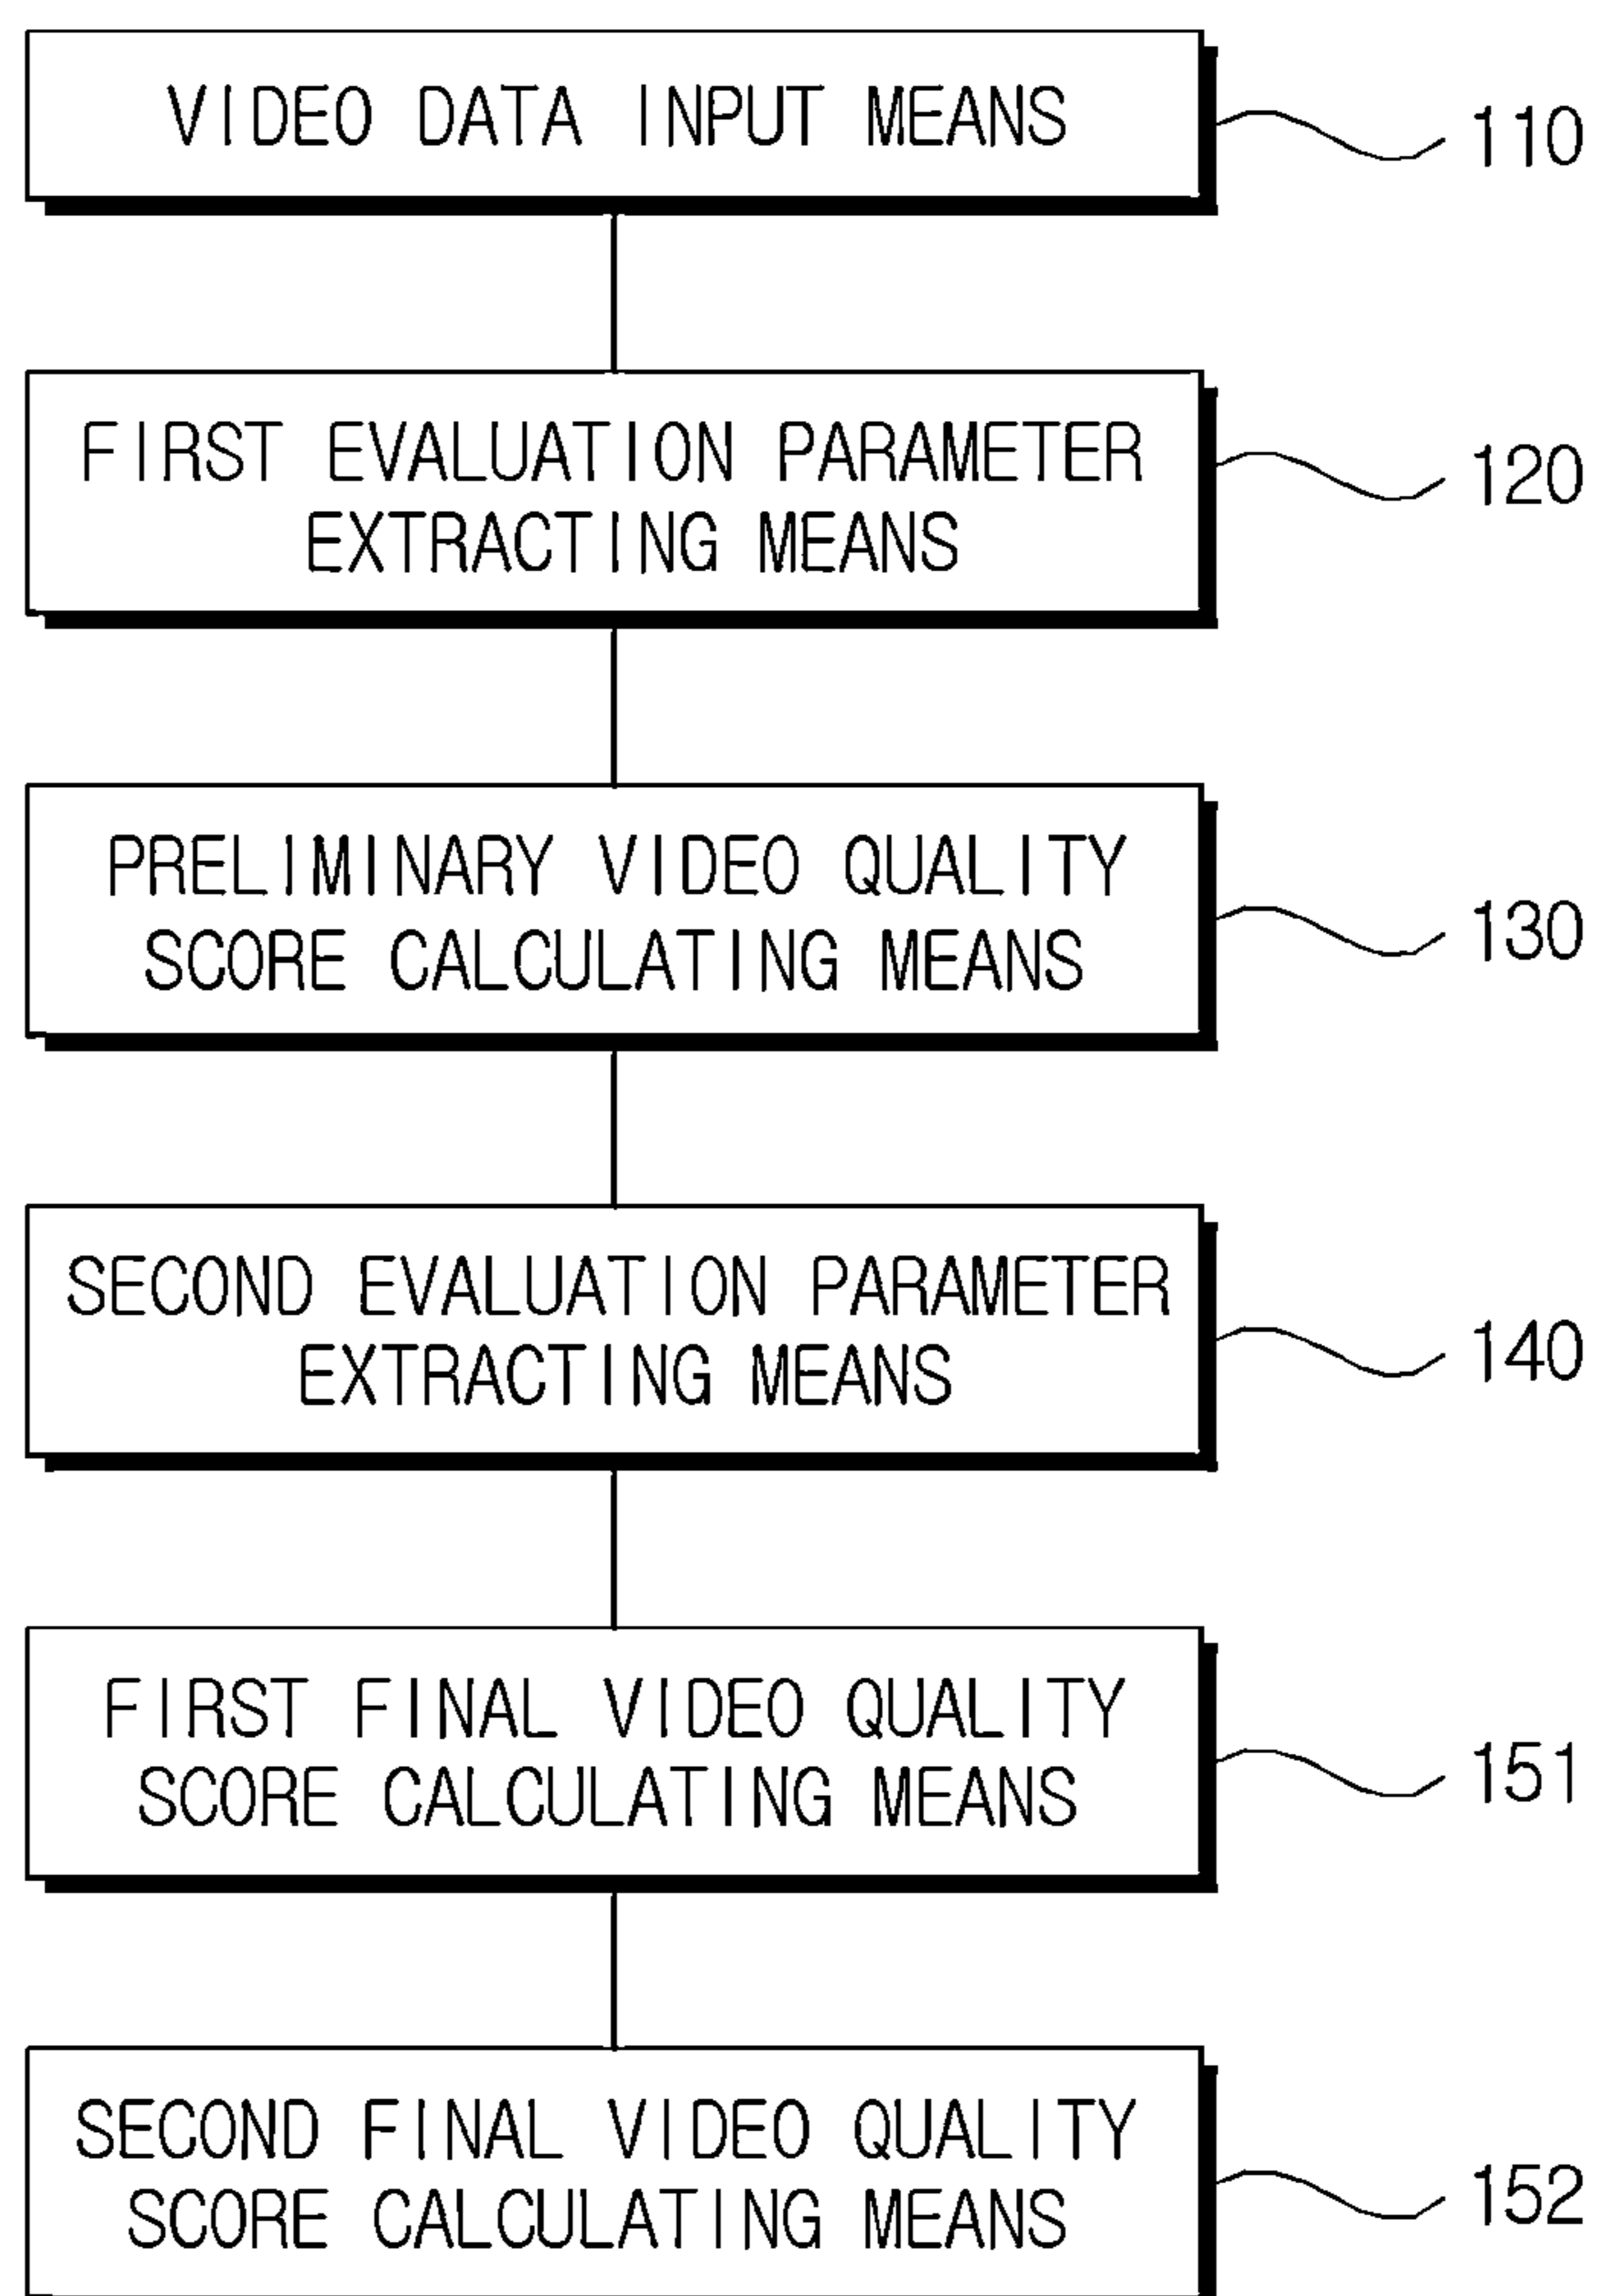 VIDEO DATA INPUT MEANS
110
FIRST EVALUATION PARAMETER
EXTRACTING MEANS
120
PRELIMINARY VIDEO QUALITY
SCORE CALCULATING MEANS
130
SECOND EVALUATION PARAMETER
EXTRACTING MEANS
140
FIRST FINAL VIDEO QUALITY
SCORE CALCULATING MEANS
151
SECOND FINAL VIDEO QUALITY
SCORE CALCULATING MEANS
152